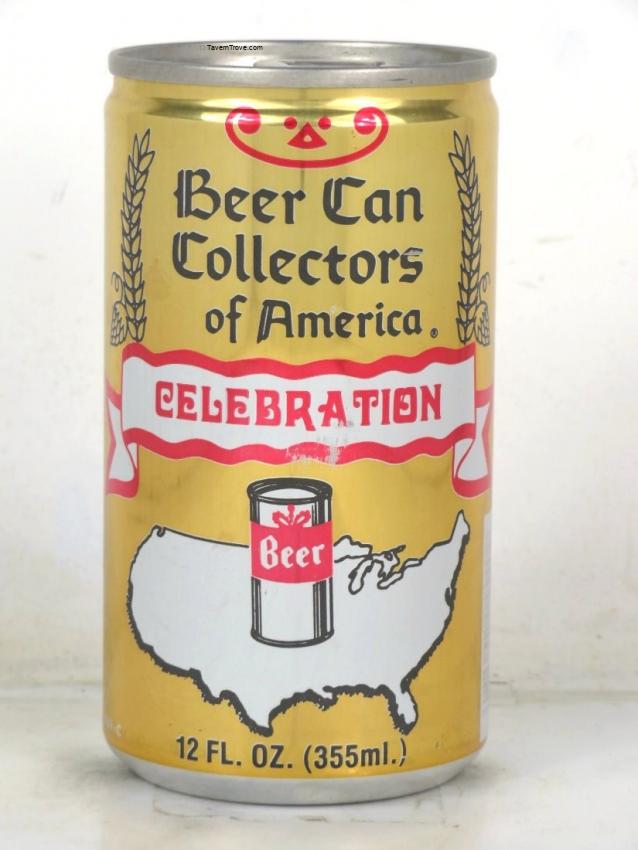 © TavernTrove.com
Beer Can
Collectors
of America®
CELEBRATION
Beer
12 FL. OZ. (355ml.)